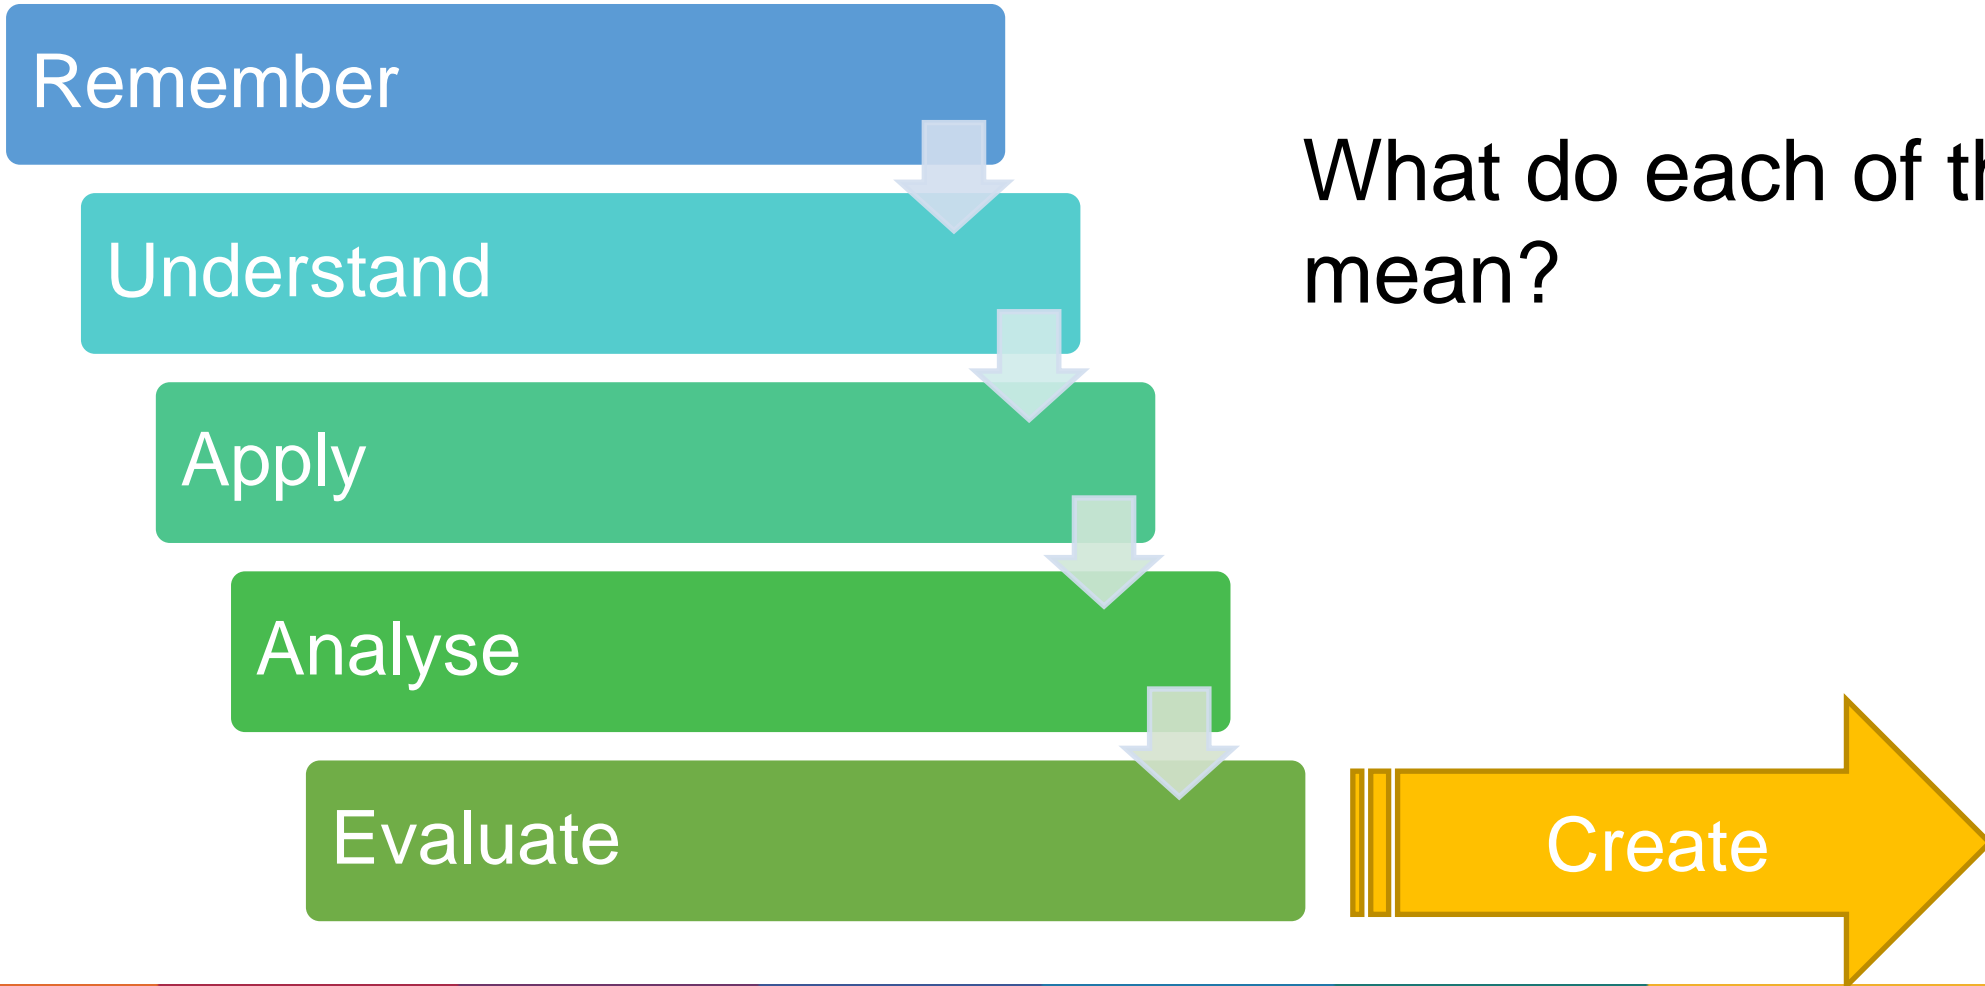 Remember
What do each of th
mean?
Understand
Apply
Analyse
Evaluate
Create